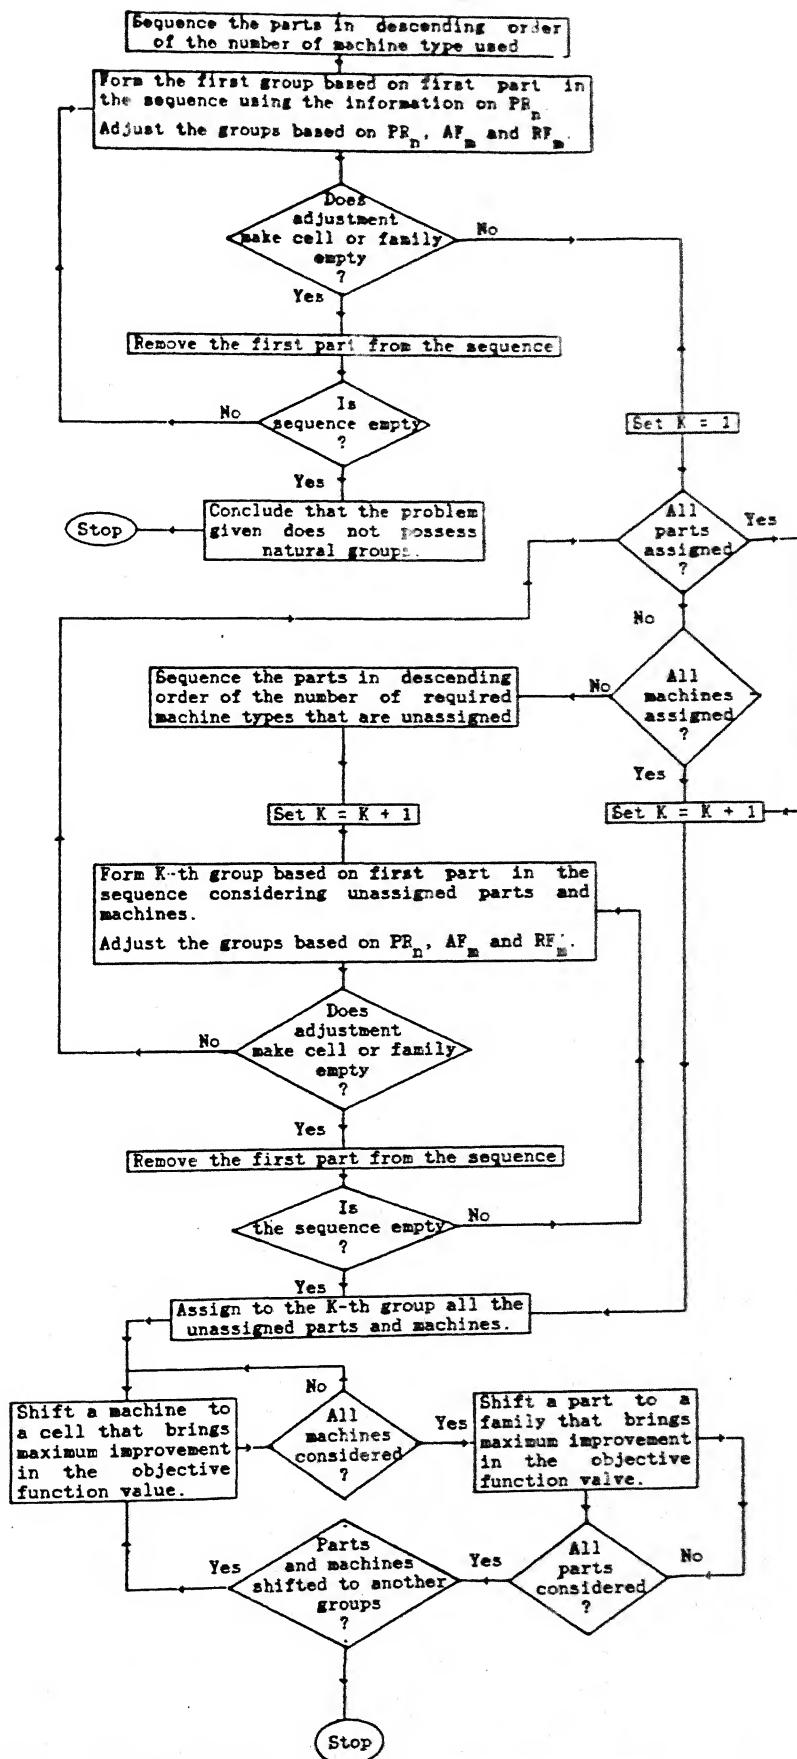 Sequence the parts in descending order
of the number of machine type used
Form the first group based on first part in
the sequence using the information on PRn
Adjust the groups based on PRn, AFm and RFm.
Does
adjustment
make cell or family
empty
?
No
Yes
Remove the first part from the sequence
Is
sequence empty
?
No
Yes
Set K = 1
Conclude that the problem
given does not possess
natural groups.
Stop
All
parts
assigned
?
Yes
No
All
machines
assigned
?
No
Yes
Sequence the parts in descending
order of the number of required
machine types that are unassigned
Set K = K + 1
Set K = K + 1
Form K-th group based on first part in the
sequence considering unassigned parts and
machines.
Adjust the groups based on PRn, AFm and RFm.
Does
adjustment
make cell or family
empty
?
No
Yes
Remove the first part from the sequence
Is
the sequence empty
?
No
Yes
Assign to the K-th group all the
unassigned parts and machines.
Shift a machine to
a cell that brings
maximum improvement
in the objective
function value.
No
All
machines
considered
?
Yes
Shift a part to a
family that brings
maximum improvement
in the objective
function valve.
All
parts
considered
?
No
Yes
Parts
and machines
shifted to another
groups
?
Yes
Stop